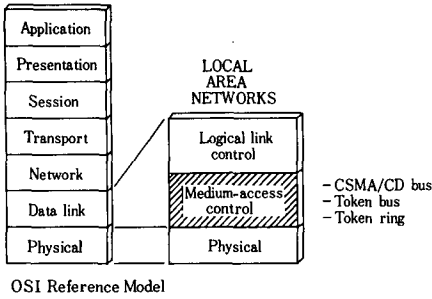 Application
Presentation
Session
Transport
Network
Data link
Physical
OSI Reference Model
LOCAL
AREA
NETWORKS
Logical link
control
Medium-access
control
Physical
- CSMA/CD bus
- Token bus
- Token ring